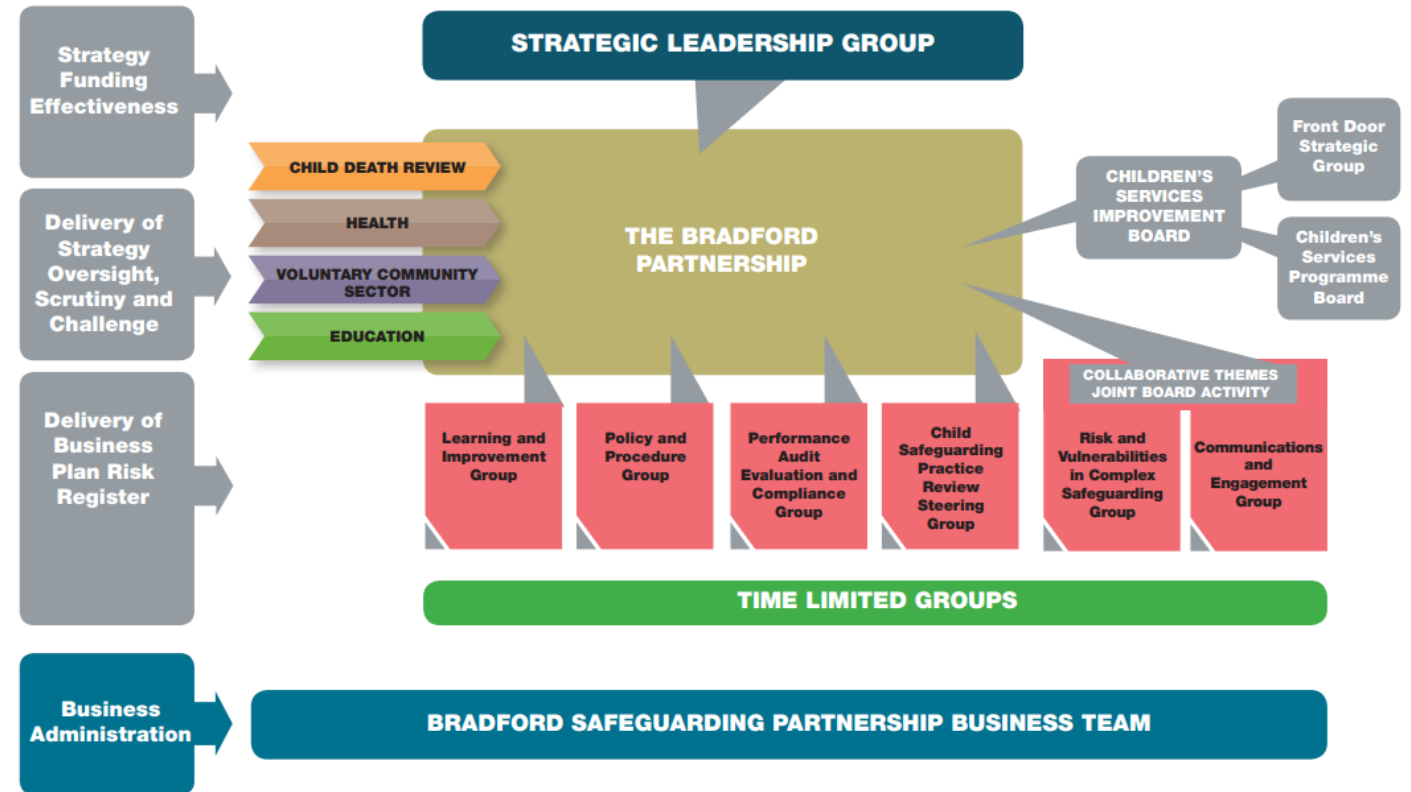 Strategy
Funding
Effectiveness
STRATEGIC LEADERSHIP GROUP
Delivery of
Strategy
Oversight,
Scrutiny and
Challenge
CHILD DEATH REVIEW
HEALTH
VOLUNTARY COMMUNITY
SECTOR
EDUCATION
THE BRADFORD
PARTNERSHIP
CHILDREN'S
SERVICES
IMPROVEMENT
BOARD
Front Door
Strategic
Group
Children's
Services
Programme
Board
Delivery of
Business
Plan Risk
Register
Learning and
Improvement
Group
Policy and
Procedure
Group
Performance
Audit
Evaluation and
Compliance
Group
Child
Safeguarding
Practice
Review
Steering
Group
COLLABORATIVE THEMES
JOINT BOARD ACTIVITY
Risk and
Vulnerabilities
in Complex
Safeguarding
Group
Communications
and
Engagement
Group
TIME LIMITED GROUPS
Business
Administration
BRADFORD SAFEGUARDING PARTNERSHIP BUSINESS TEAM